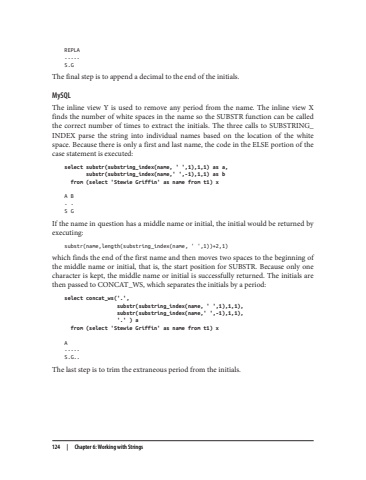 REPLA
-----
S.G
The final step is to append a decimal to the end of the initials.
MySQL
The inline view Y is used to remove any period from the name. The inline view X
finds the number of white spaces in the name so the SUBSTR function can be called
the correct number of times to extract the initials. The three calls to SUBSTRING_
INDEX parse the string into individual names based on the location of the white
space. Because there is only a first and last name, the code in the ELSE portion of the
case statement is executed:
select substr(substring_index(name, ' ',1),1,1) as a,
substr(substring_index(name,' ',-1),1,1) as b
from (select 'Stewie Griffin' as name from t1) x
A B
- -
S G
If the name in question has a middle name or initial, the initial would be returned by
executing:
substr(name,length(substring_index(name, ' ',1))+2,1)
which finds the end of the first name and then moves two spaces to the beginning of
the middle name or initial, that is, the start position for SUBSTR. Because only one
character is kept, the middle name or initial is successfully returned. The initials are
then passed to CONCAT_WS, which separates the initials by a period:
select concat_ws('.',
substr(substring_index(name, ' ',1),1,1),
substr(substring_index(name,' ',-1),1,1),
'.' ) a
from (select 'Stewie Griffin' as name from t1) x
A
-----
S.G..
The last step is to trim the extraneous period from the initials.
124 | Chapter 6: Working with Strings